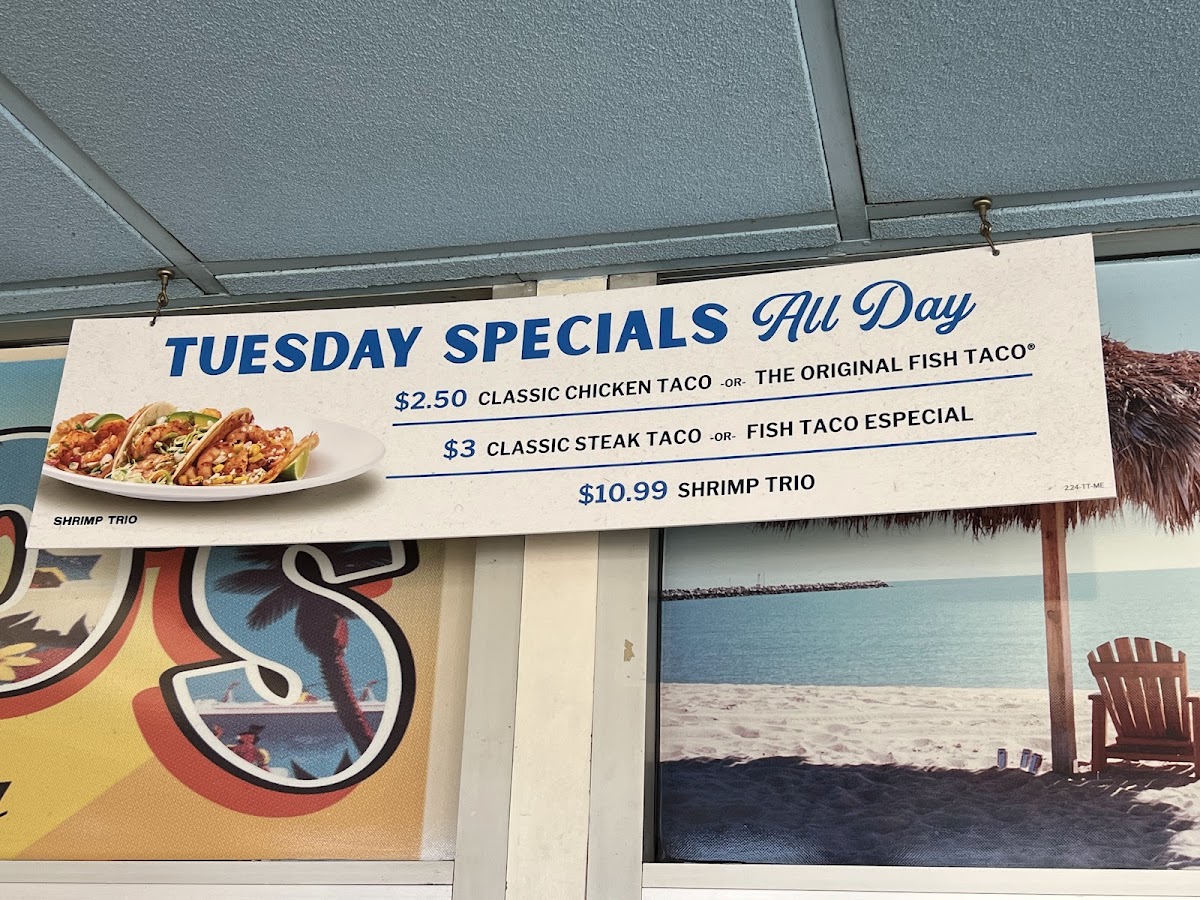 TUESDAY SPECIALS All Day
$2.50 CLASSIC CHICKEN TACO -OR- THE ORIGINAL FISH TACO®
$3 CLASSIC STEAK TACO -OR- FISH TACO ESPECIAL
$10.99 SHRIMP TRIO
SHRIMP TRIO
2.24-TT-ME
S